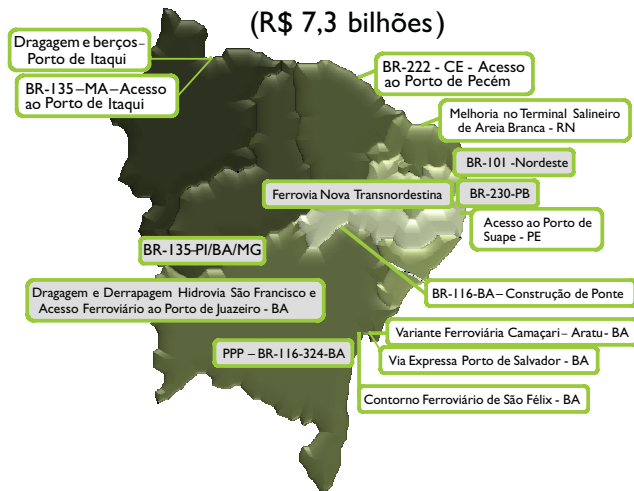 (R$ 7,3 bilhões)
Dragagem e berços–
Porto de Itaqui
BR-135–MA–Acesso
ao Porto de Itaqui
BR-222 - CE - Acesso
ao Porto de Pecém
Melhoria no Terminal Salineiro
de Areia Branca - RN
BR-101 -Nordeste
Ferrovia Nova Transnordestina
BR-230-PB
Acesso ao Porto de
Suape - PE
BR-135-PI/BA/MG
Dragagem e Derrapagem Hidrovia São Francisco e
Acesso Ferroviário ao Porto de Juazeiro - BA
BR-116-BA–Construção de Ponte
Variante Ferroviária Camaçari– Aratu- BA
PPP – BR-116-324-BA
Via Expressa Porto de Salvador - BA
Contorno Ferroviário de São Félix - BA